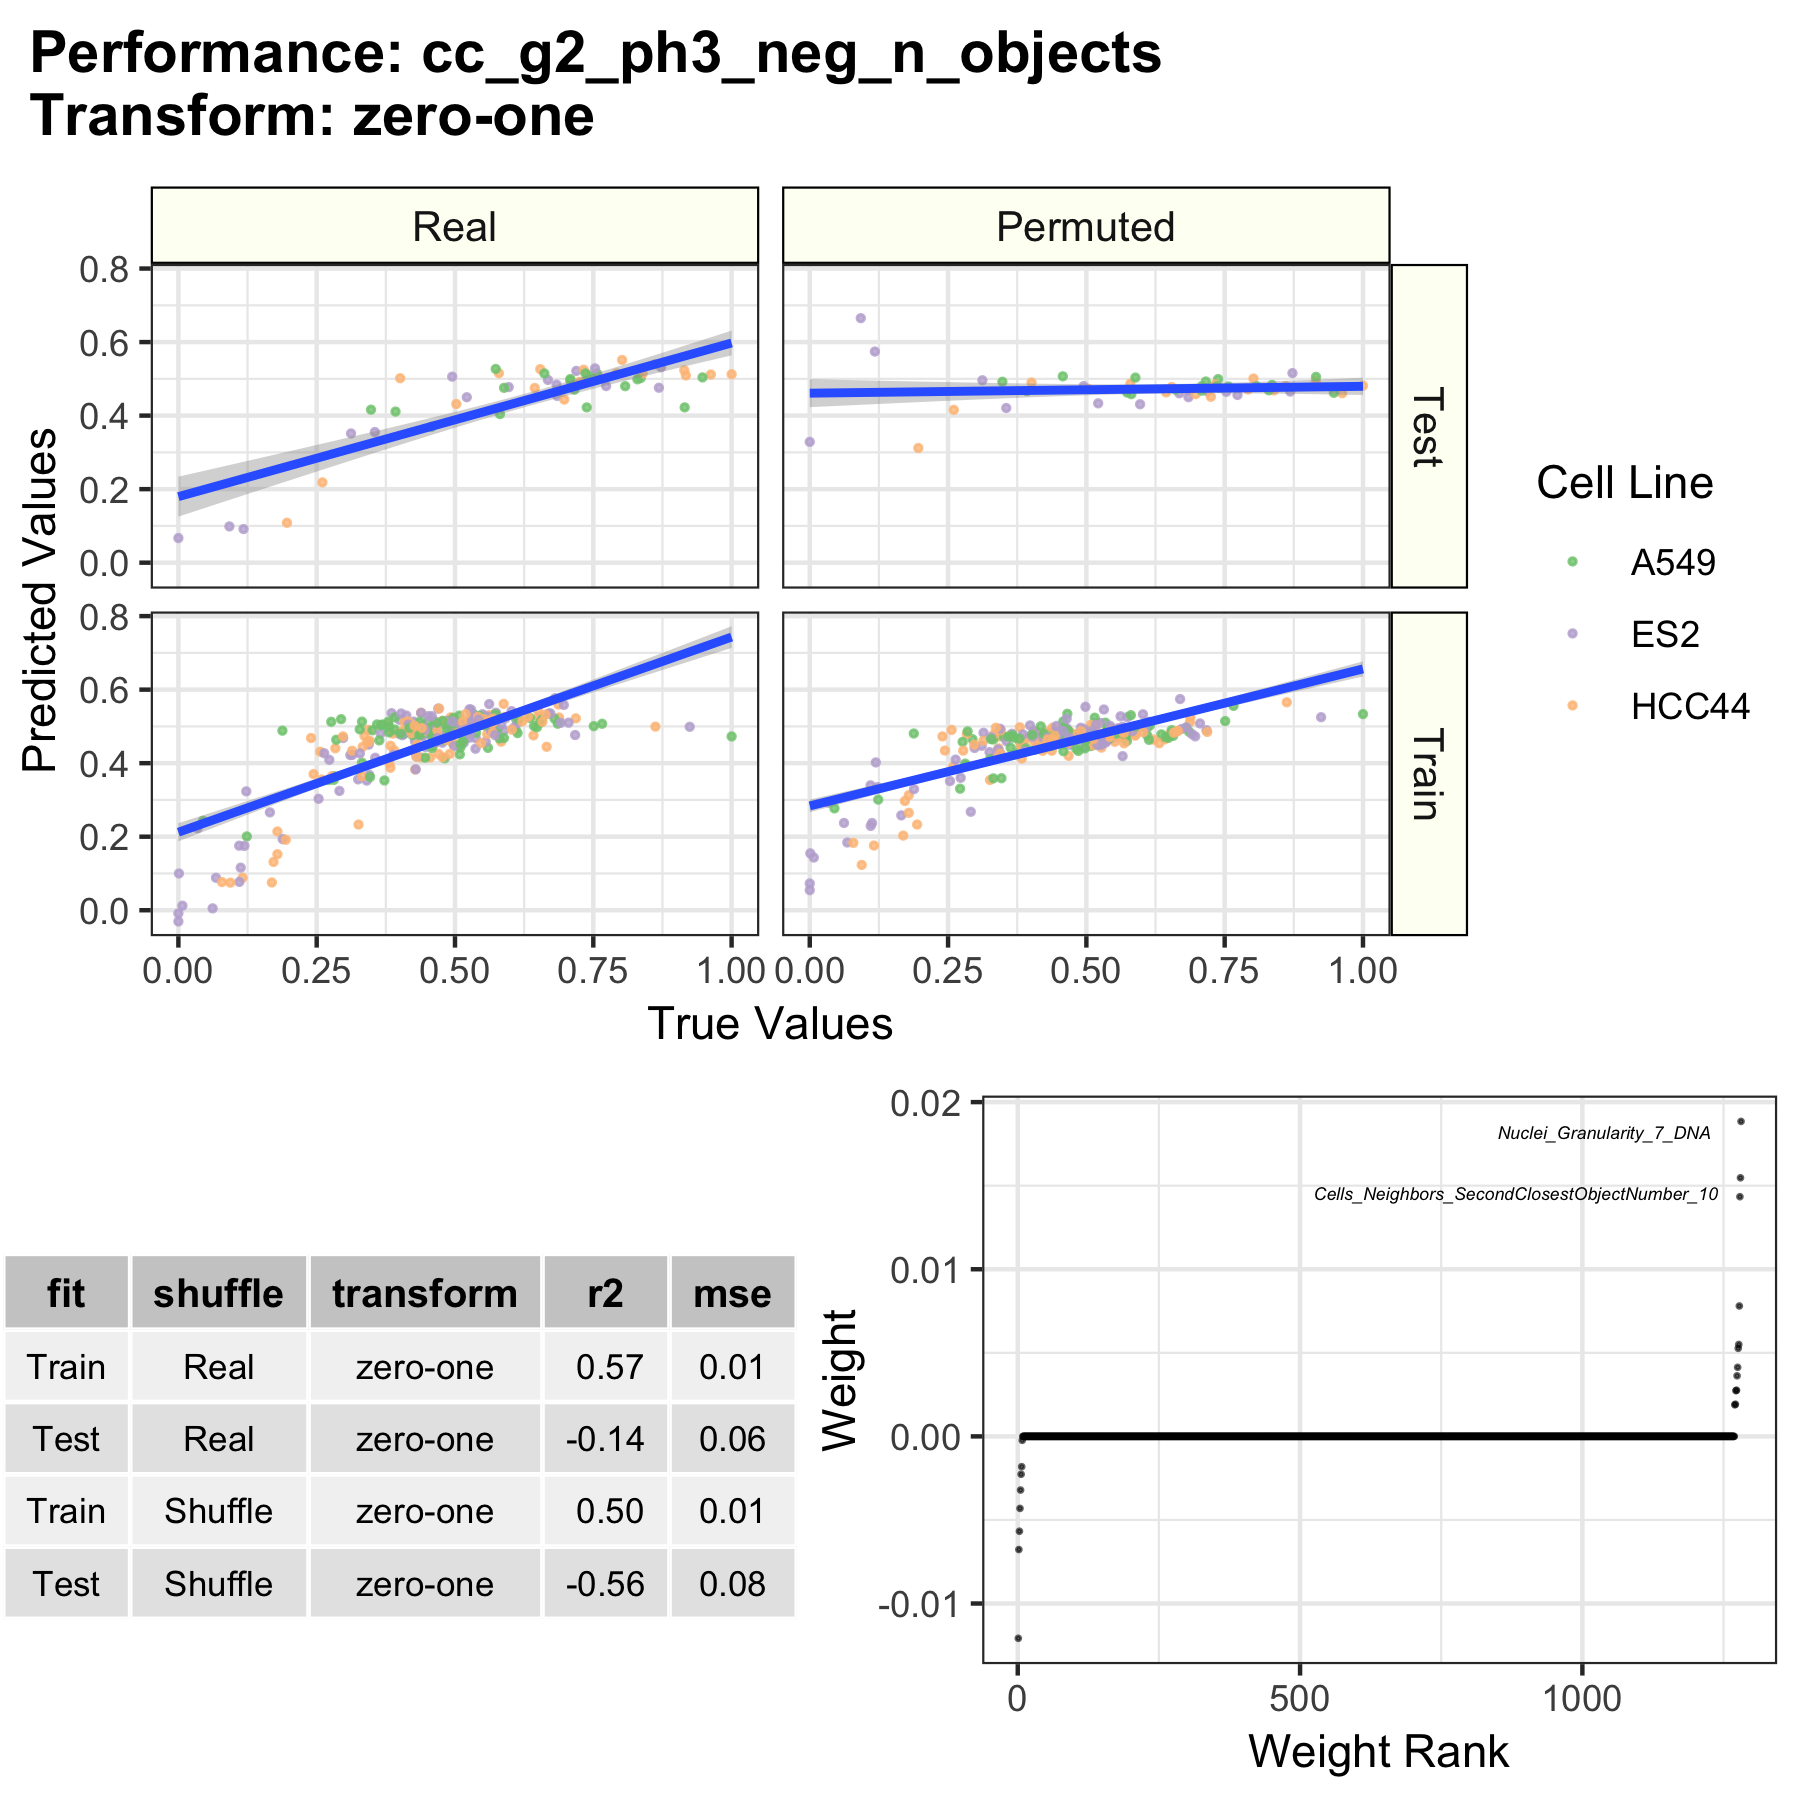 Performance: cc_g2_ph3_neg_n_objects
Transform: zero-one
Real
Permuted
0.8
0.6
0.4
0.2
0.0
Test
0.8
0.6
0.4
0.2
0.0
Train
Predicted Values
0.00 0.25 0.50 0.75 1.00 0.00 0.25 0.50 0.75 1.00
True Values
Cell Line
A549
ES2
HCC44
fit shuffle transform r2 mse
Train Real zero-one 0.57 0.01
Test Real zero-one -0.14 0.06
Train Shuffle zero-one 0.50 0.01
Test Shuffle zero-one -0.56 0.08
0.02
0.01
0.00
-0.01
Weight
Nuclei_Granularity_7_DNA
Cells_Neighbors_SecondClosestObjectNumber_10
0 500 1000
Weight Rank